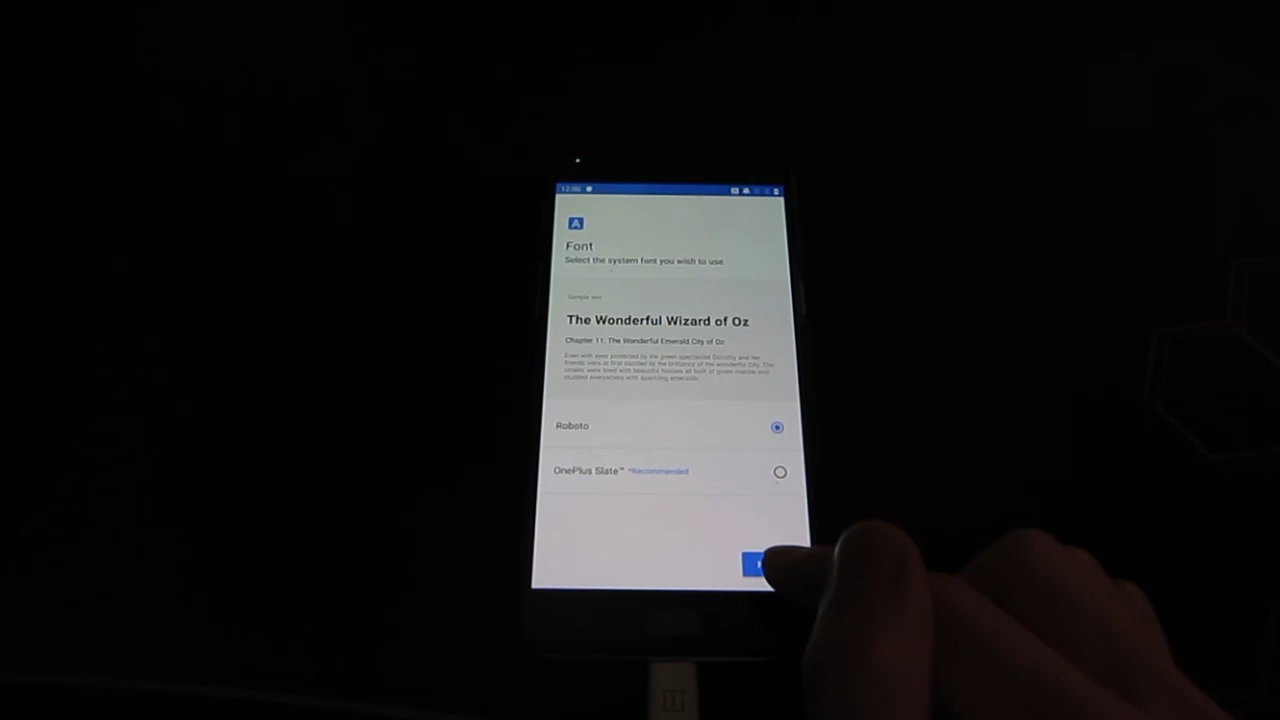 12:00
A
Font
Select the system font you wish to use
Sample text
The Wonderful Wizard of Oz
Chapter 11: The Wonderful Emerald City of Oz
Even with eyes protected by the green spectacles Dorothy and her
friends were at first dazzled by the brilliancy of the wonderful City. The
streets were lined with beautiful houses all built of green marble and
studded everywhere with sparkling emeralds.
Roboto
OnePlus Slate™ *Recommended